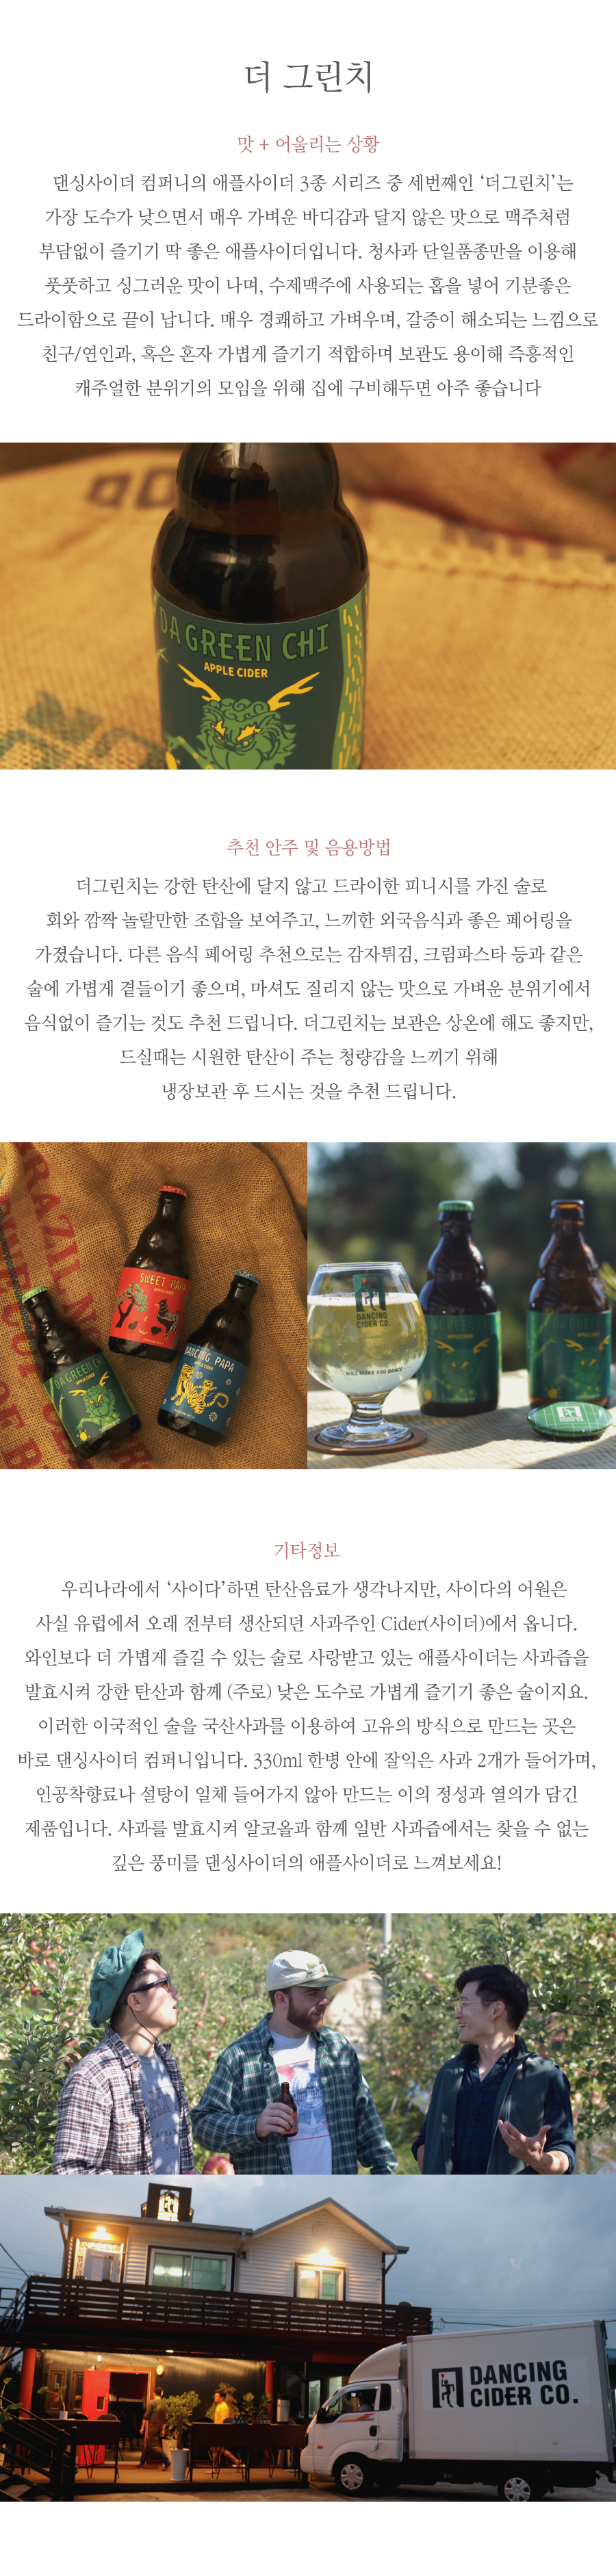 더 그린치
맛 + 어울리는 상황
댄싱사이더 컴퍼니의 애플사이더 3종 시리즈 중 세번째인 ‘더그린치’는
가장 도수가 낮으면서 매우 가벼운 바디감과 달지 않은 맛으로 맥주처럼
부담없이 즐기기 딱 좋은 애플사이더입니다. 청사과 단일품종만을 이용해
풋풋하고 싱그러운 맛이 나며, 수제맥주에 사용되는 홉을 넣어 기분좋은
드라이함으로 끝이 납니다. 매우 경쾌하고 가벼우며, 갈증이 해소되는 느낌으로
친구/연인과, 혹은 혼자 가볍게 즐기기 적합하며 보관도 용이해 즉흥적인
캐주얼한 분위기의 모임을 위해 집에 구비해두면 아주 좋습니다
DA GREEN CHI
APPLE CIDER
추천 안주 및 음용방법
더그린치는 강한 탄산에 달지 않고 드라이한 피니시를 가진 술로
회와 깜짝 놀랄만한 조합을 보여주고, 느끼한 외국음식과 좋은 페어링을
가졌습니다. 다른 음식 페어링 추천으로는 감자튀김, 크림파스타 등과 같은
술에 가볍게 곁들이기 좋으며, 마셔도 질리지 않는 맛으로 가벼운 분위기에서
음식없이 즐기는 것도 추천 드립니다. 더그린치는 보관은 상온에 해도 좋지만,
드실때는 시원한 탄산이 주는 청량감을 느끼기 위해
냉장보관 후 드시는 것을 추천 드립니다.
SWEET MAMA
APPLE CIDER
DANCING PAPA
APPLE CIDER
DA GREEN CHI
APPLE CIDER
DANCING
CIDER CO.
WILL MAKE YOU DANCE
APPLE CIDER
APPLE CIDER
기타정보
우리나라에서 ‘사이다’하면 탄산음료가 생각나지만, 사이다의 어원은
사실 유럽에서 오래 전부터 생산되던 사과주인 Cider(사이더)에서 옵니다.
와인보다 더 가볍게 즐길 수 있는 술로 사랑받고 있는 애플사이더는 사과즙을
발효시켜 강한 탄산과 함께 (주로) 낮은 도수로 가볍게 즐기기 좋은 술이지요.
이러한 이국적인 술을 국산사과를 이용하여 고유의 방식으로 만드는 곳은
바로 댄싱사이더 컴퍼니입니다. 330ml 한병 안에 잘익은 사과 2개가 들어가며,
인공착향료나 설탕이 일체 들어가지 않아 만드는 이의 정성과 열의가 담긴
제품입니다. 사과를 발효시켜 알코올과 함께 일반 사과즙에서는 찾을 수 없는
깊은 풍미를 댄싱사이더의 애플사이더로 느껴보세요!
DANCING
CIDER CO.